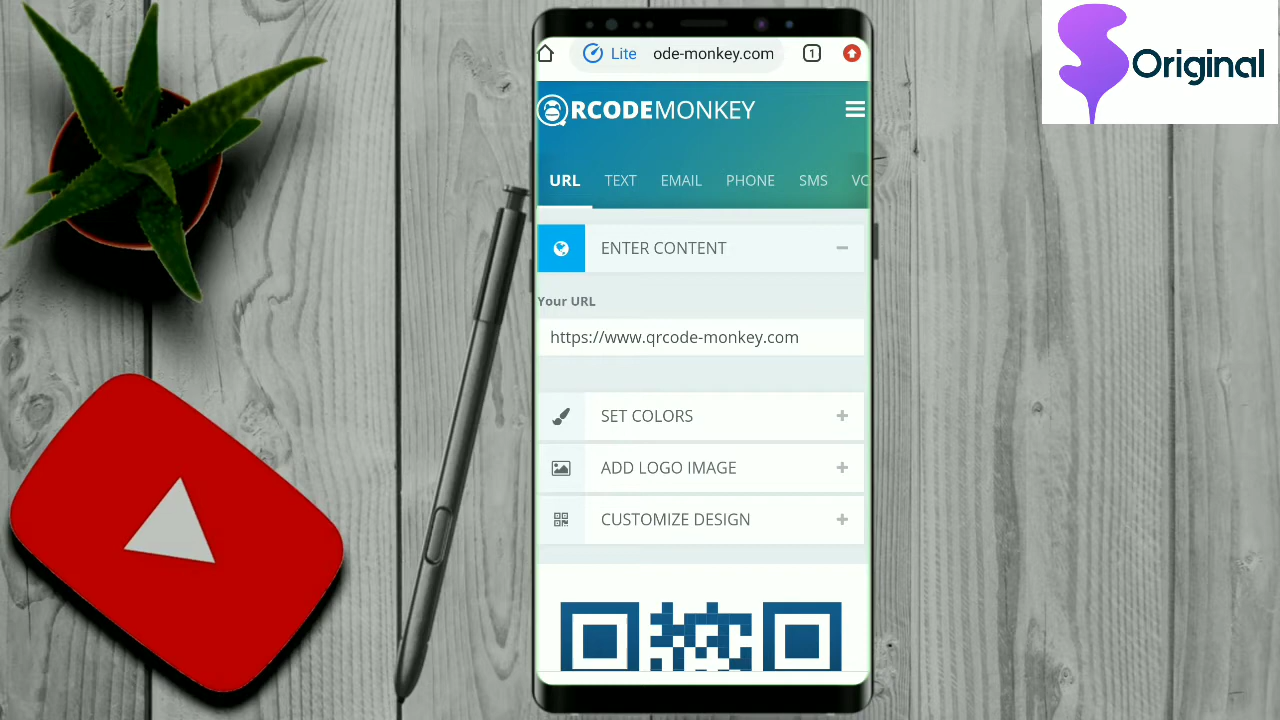 Lite ode-monkey.com 1
QRCODEMONKEY
URL TEXT EMAIL PHONE SMS VC
ENTER CONTENT
Your URL
https://www.qrcode-monkey.com
SET COLORS
ADD LOGO IMAGE
CUSTOMIZE DESIGN
Original